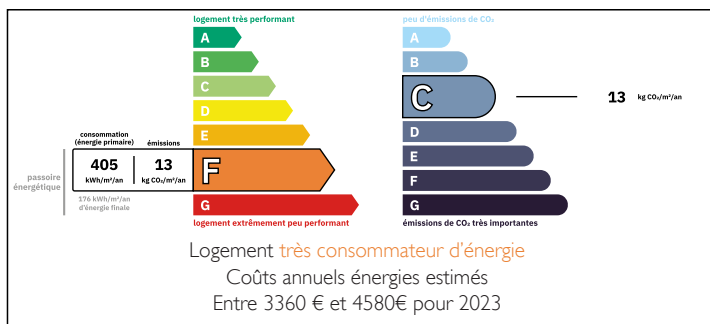 logement très performant
A
B
C
D
E
consommation
(énergie primaire)
émissions
405
kWh/m²/an
13
kg CO₂/m²/an
F
passoire
énergétique
176 kWh/m²/an
d'énergie finale
G
logement extrêmement peu performant
peu d'émissions de CO₂
A
B
C
13 kg CO₂/m²/an
D
E
F
G
émissions de CO₂ très importantes
Logement très consommateur d'énergie
Coûts annuels énergies estimés
Entre 3360 € et 4580€ pour 2023